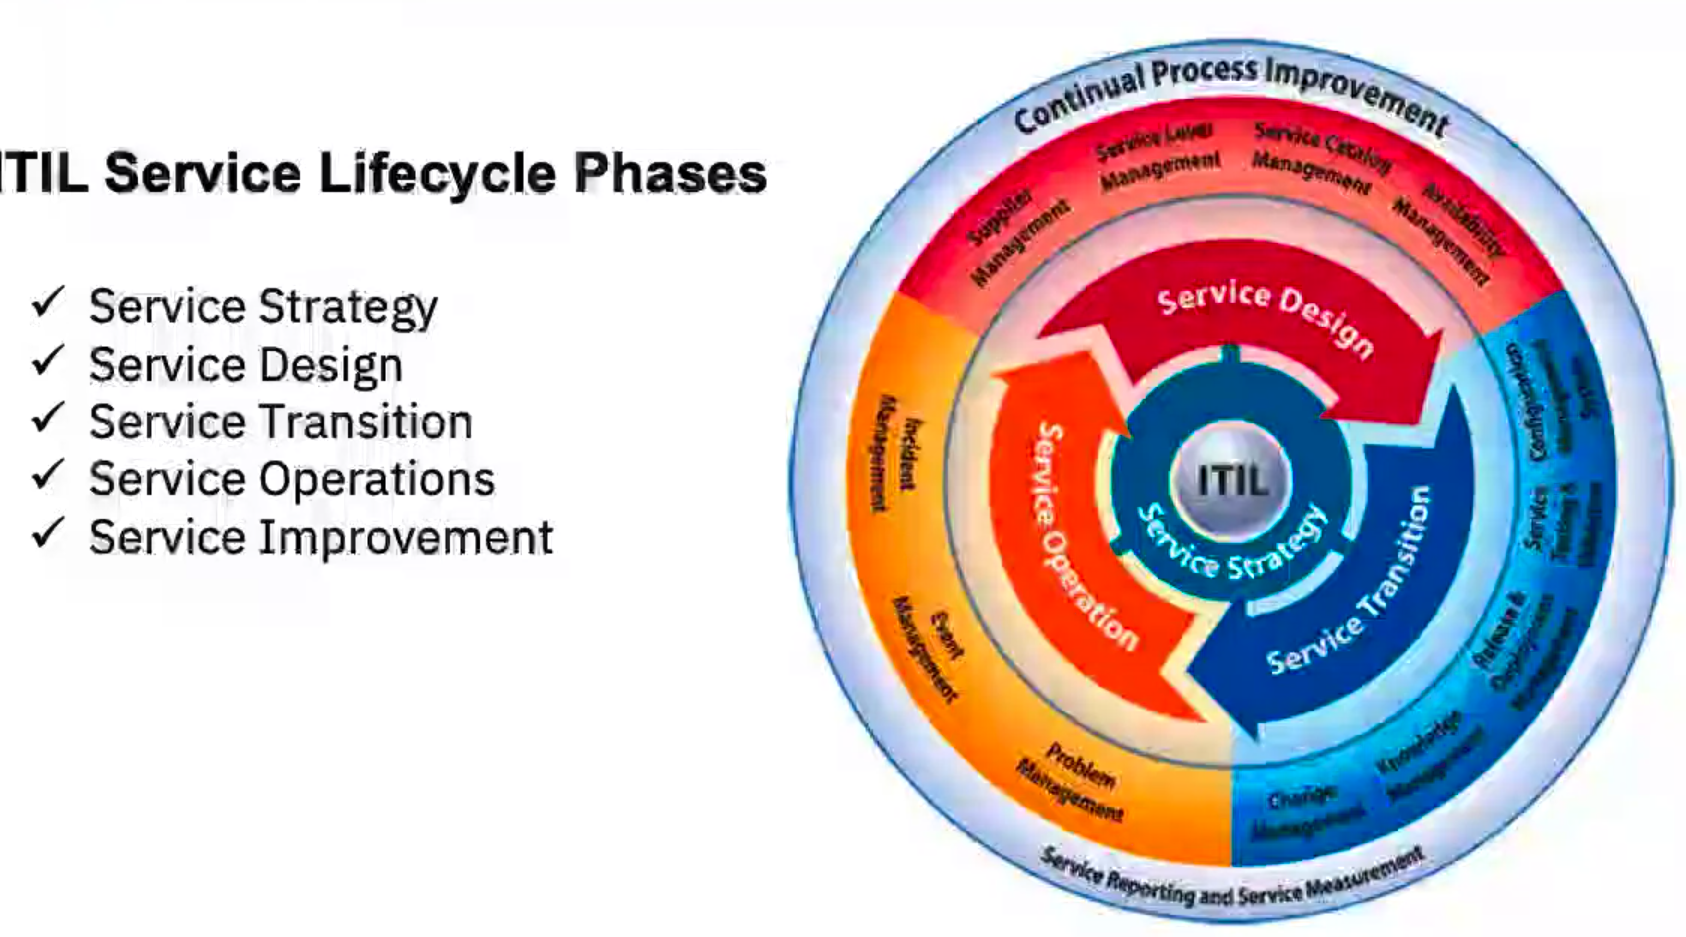 ITIL Service Lifecycle Phases
✓ Service Strategy
✓ Service Design
✓ Service Transition
✓ Service Operations
✓ Service Improvement
Continual Process Improvement
Supplier
Management
Service Level
Management
Service Catalog
Management
Availability
Management
Service Design
Configuration
Service
Testing &
Release &
Deployment
Management
Knowledge
Management
Change
Management
Service Transition
Incident
Management
Event
Management
Problem
Management
Service Operation
ITIL
Service Strategy
Service Reporting and Service Measurement